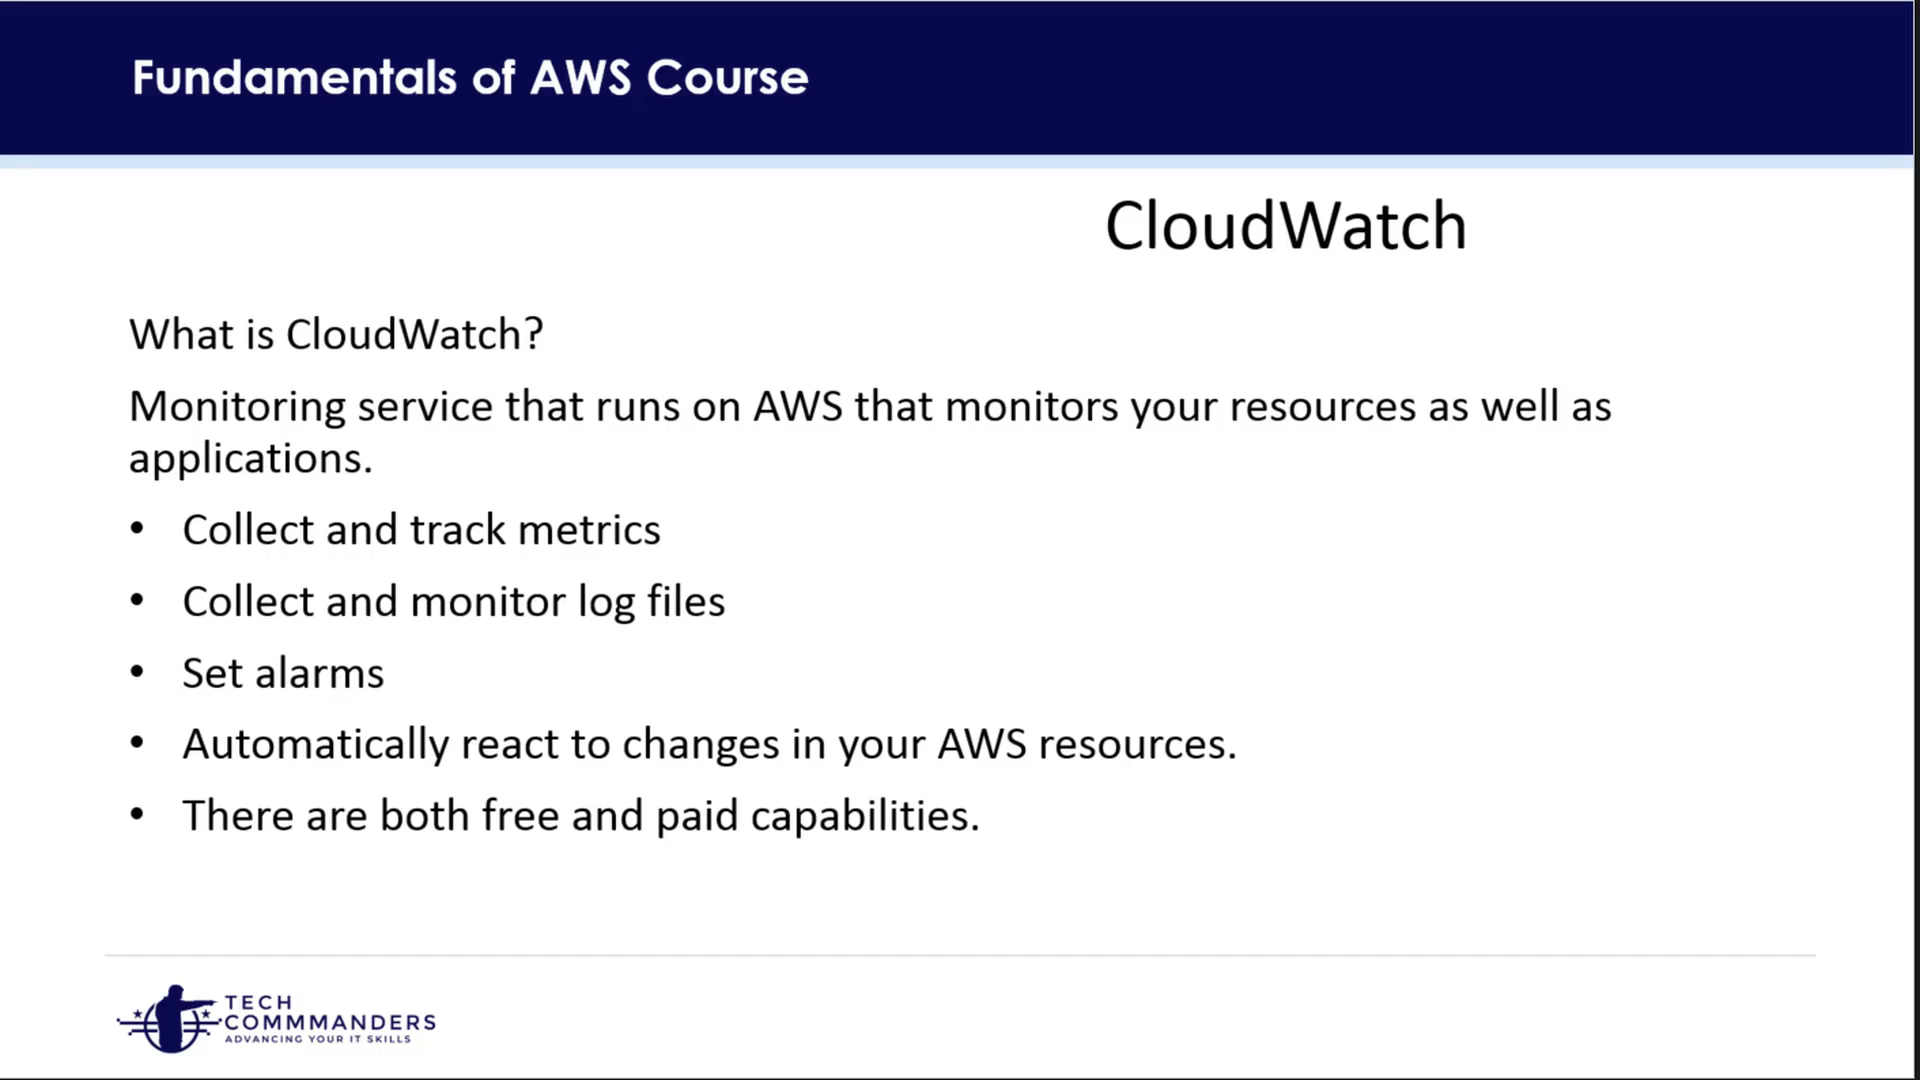 Fundamentals of AWS Course
CloudWatch
What is CloudWatch?
Monitoring service that runs on AWS that monitors your resources as well as
applications.
• Collect and track metrics
• Collect and monitor log files
• Set alarms
• Automatically react to changes in your AWS resources.
• There are both free and paid capabilities.
TECH
COMMMANDERS
ADVANCING YOUR IT SKILLS